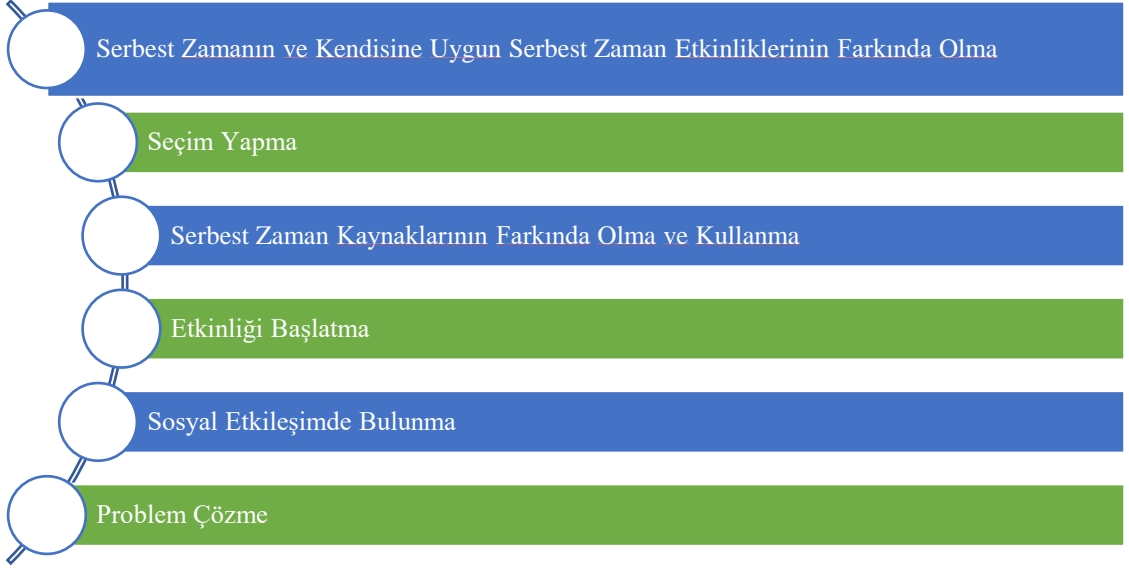 Serbest Zamanın ve Kendisine Uygun Serbest Zaman Etkinliklerinin Farkında Olma
Seçim Yapma
Serbest Zaman Kaynaklarının Farkında Olma ve Kullanma
Etkinliği Başlatma
Sosyal Etkileşimde Bulunma
Problem Çözme